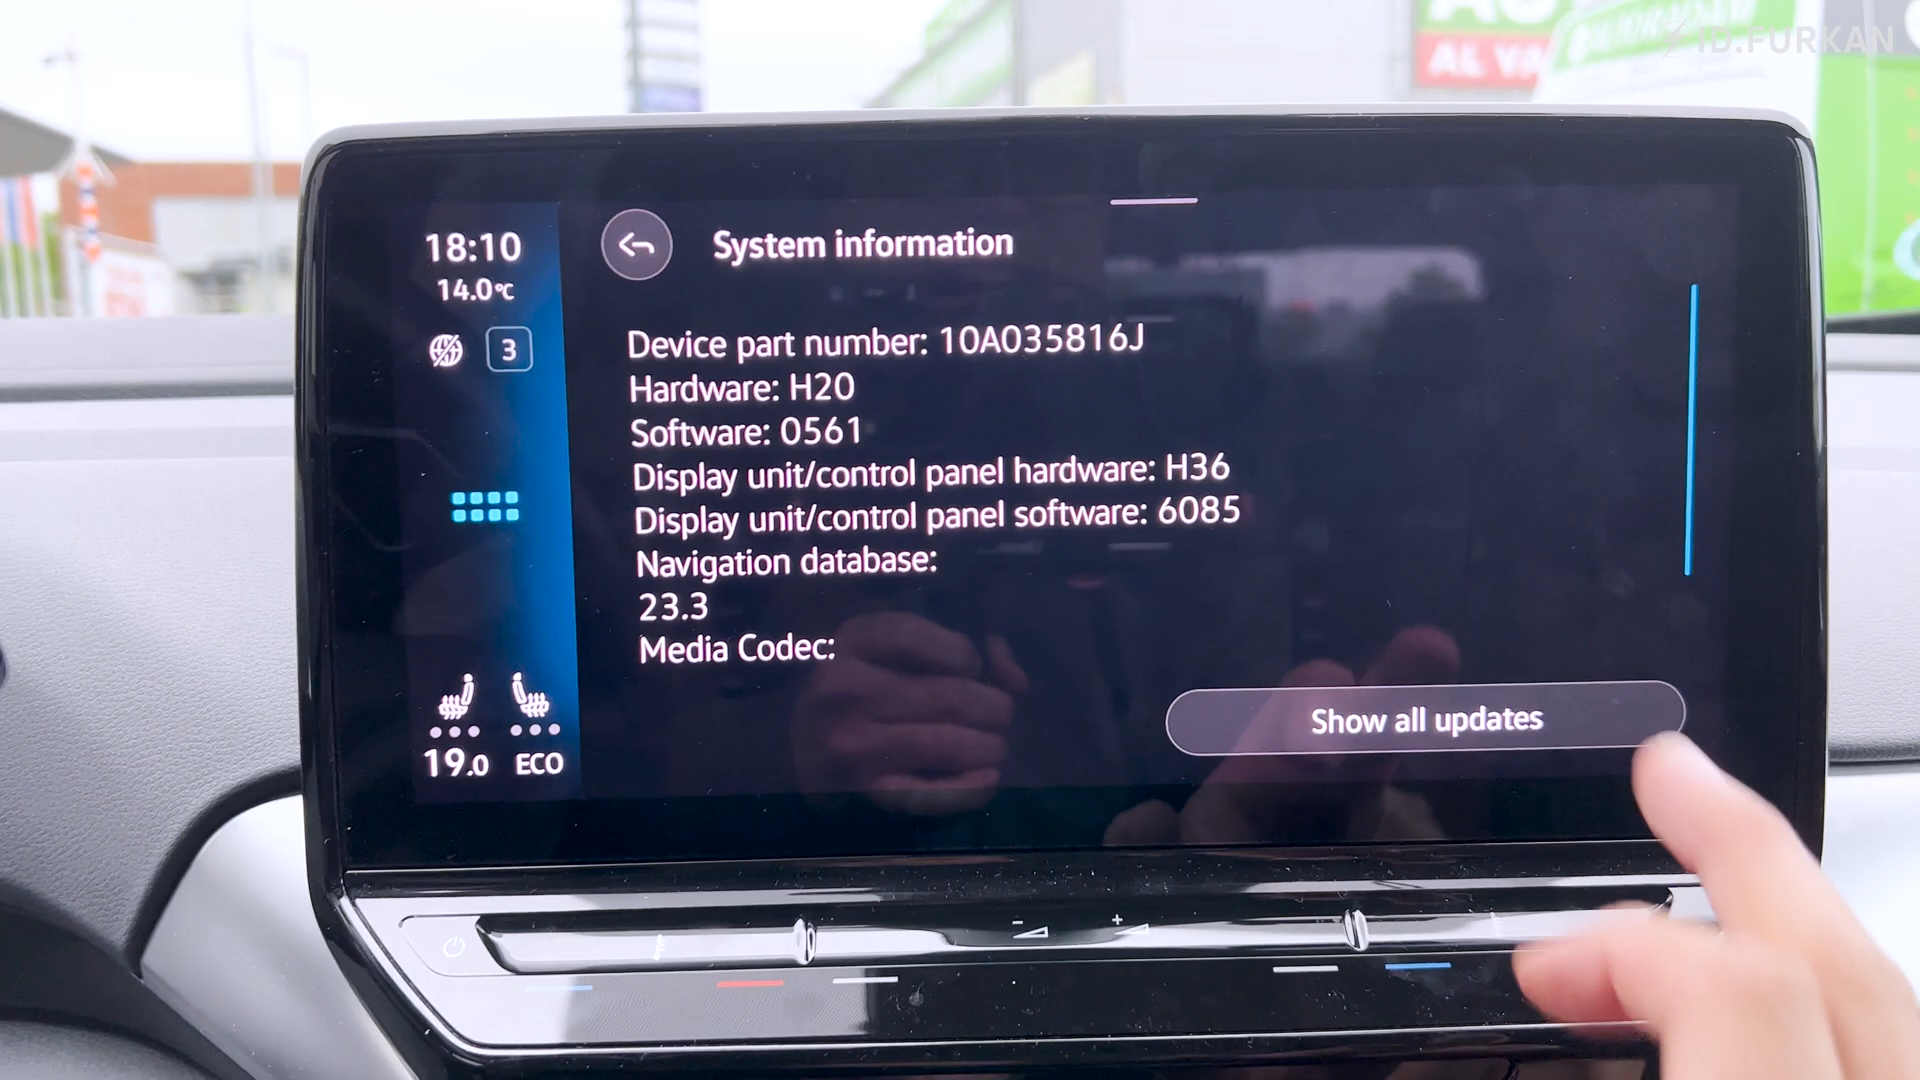 ID.FURKAN
AL YA
18:10
14.0°C
3
System information
Device part number: 10A035816J
Hardware: H20
Software: 0561
Display unit/control panel hardware: H36
Display unit/control panel software: 6085
Navigation database:
23.3
Media Codec:
Show all updates
19.0 ECO
- +